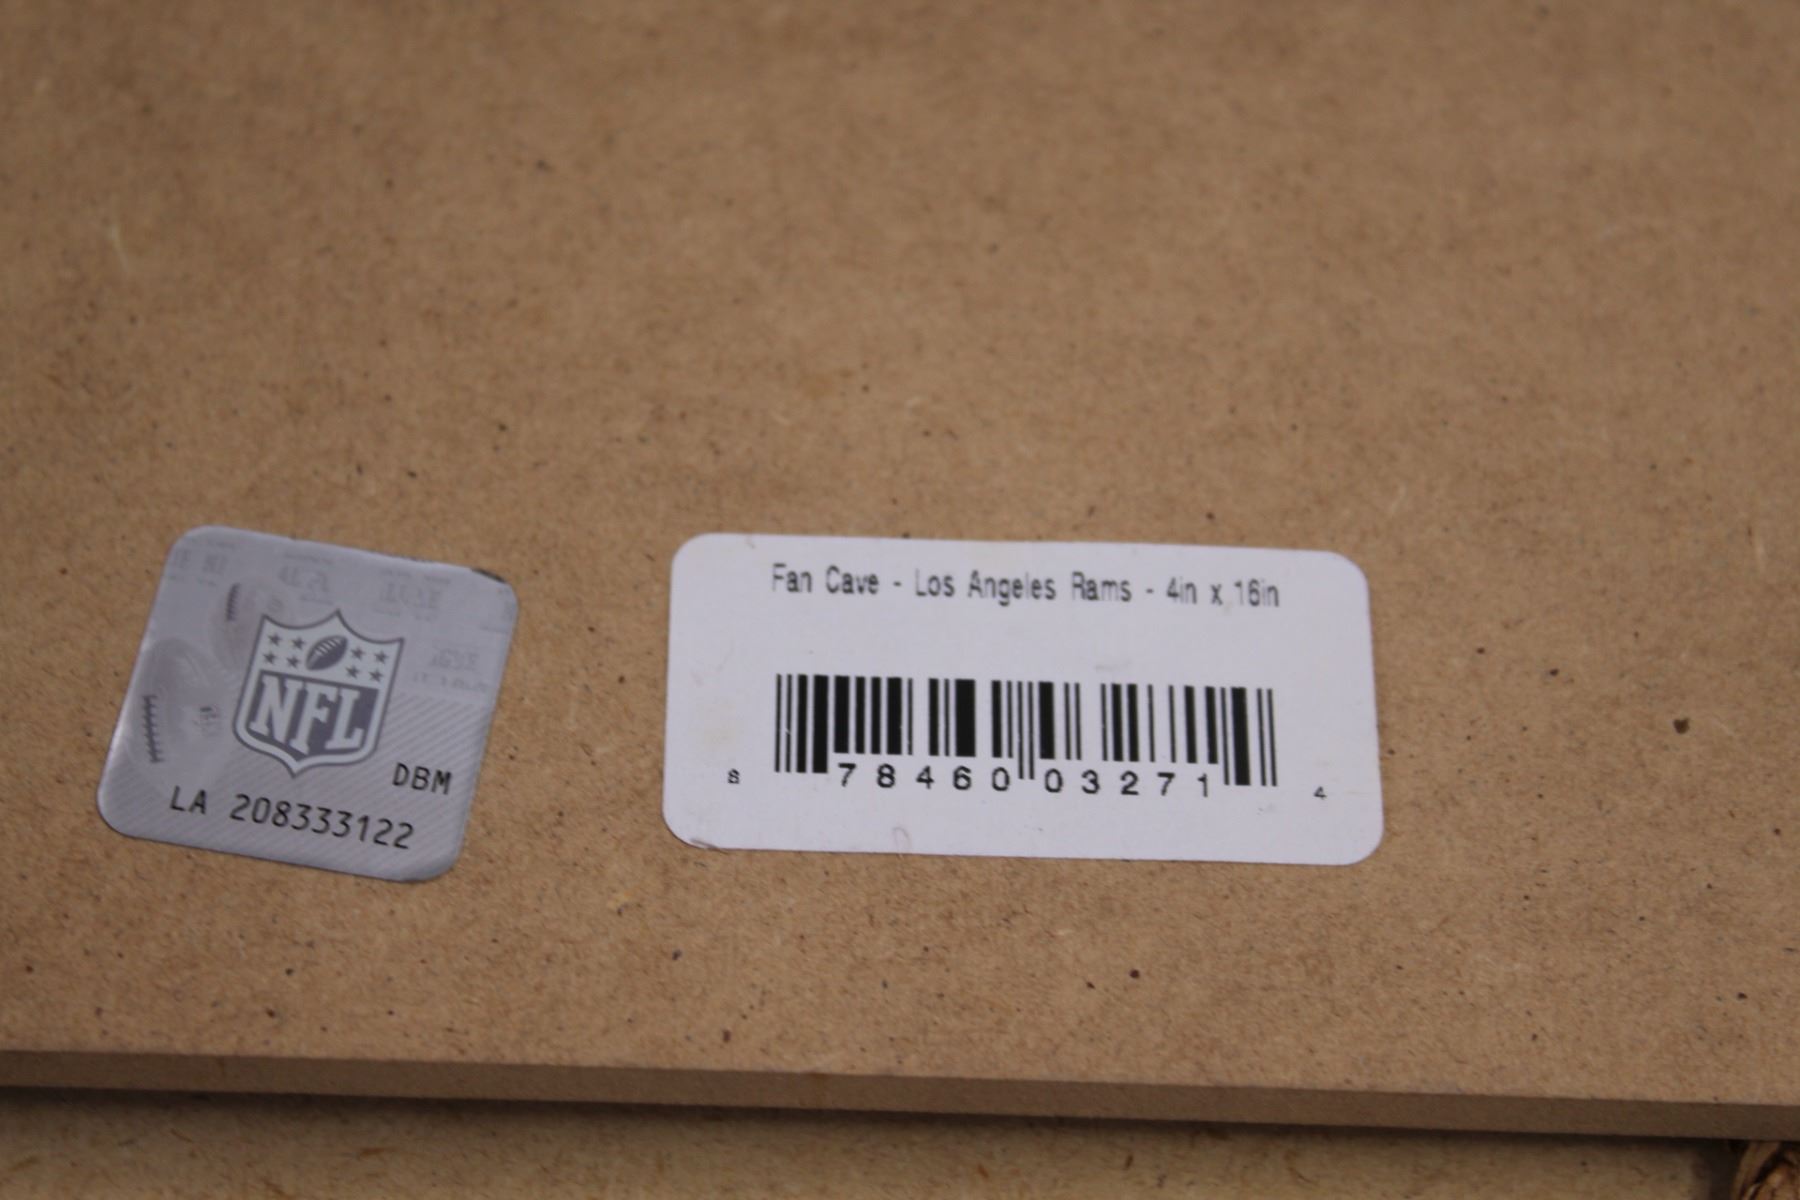 NFL
DBM
LA 208333122
Fan Cave - Los Angeles Rams - 4in x 16in
8 78460 03271 4